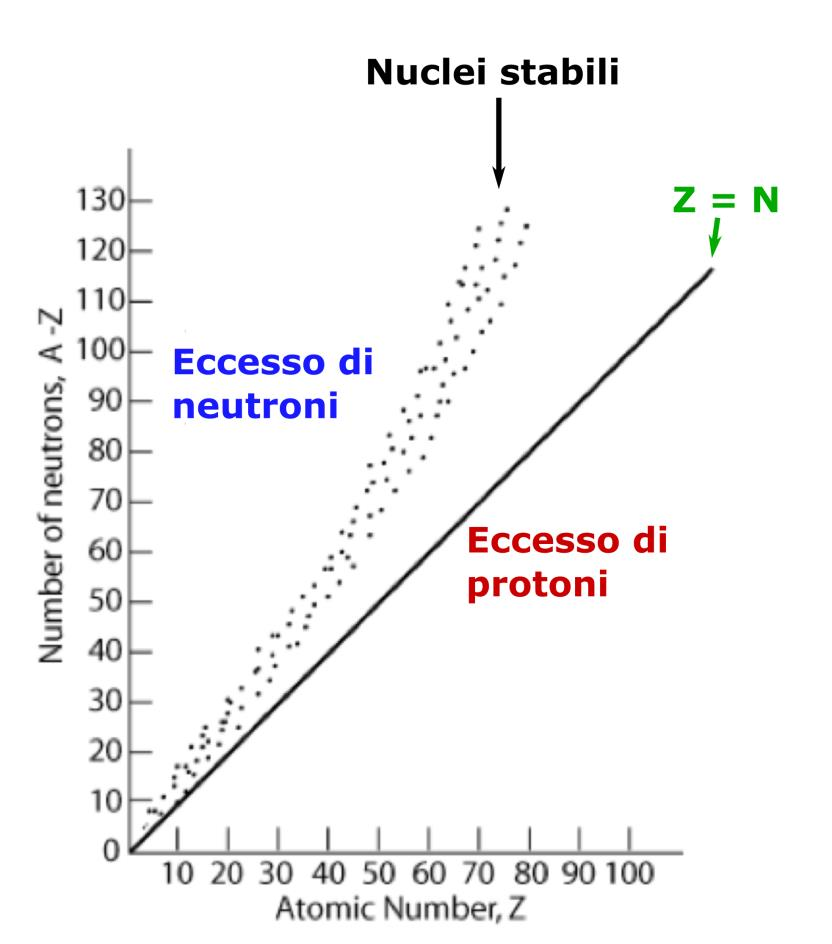 Nuclei stabili
Z = N
130
120
110
100
90
80
70
60
50
40
30
20
10
0
Number of neutrons, A -Z
Eccesso di
neutroni
Eccesso di
protoni
10 20 30 40 50 60 70 80 90 100
Atomic Number, Z